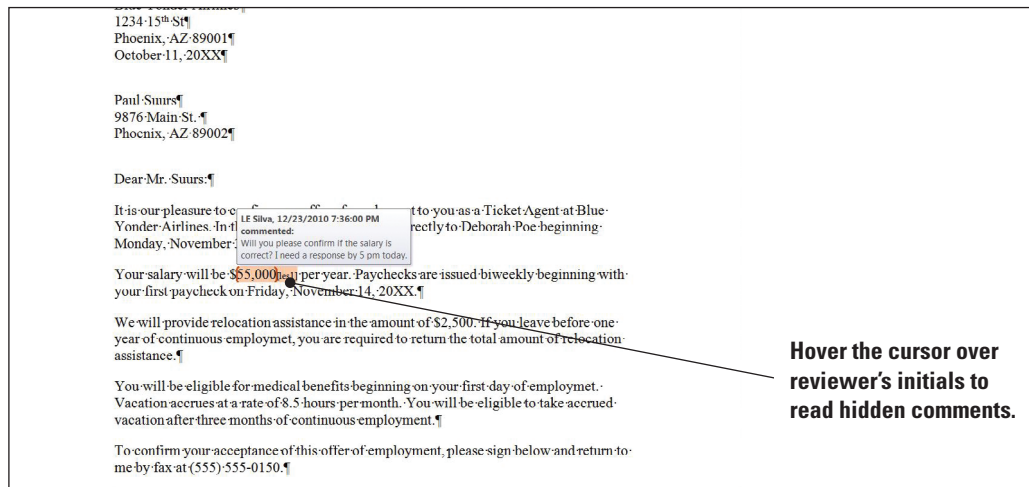 Blue Yonder Airlines¶
1234 15th St¶
Phoenix, AZ 89001¶
October 11, 20XX¶
Paul Suurs¶
9876 Main St. ¶
Phoenix, AZ 89002¶
Dear Mr. Suurs:¶
It is our pleasure to to you as a Ticket Agent at Blue
Yonder Airlines. In to Deborah Poe beginning
Monday, November
LE Silva, 12/23/2010 7:36:00 PM
commented:
Will you please confirm if the salary is
correct? I need a response by 5 pm today.
Your salary will be $55,000[les1] per year. Paychecks are issued biweekly beginning with
your first paycheck on Friday, November 14, 20XX.¶
We will provide relocation assistance in the amount of $2,500. If you leave before one
year of continuous employmet, you are required to return the total amount of relocation
assistance.¶
You will be eligible for medical benefits beginning on your first day of employmet.
Vacation accrues at a rate of 8.5 hours per month. You will be eligible to take accrued
vacation after three months of continuous employment.¶
To confirm your acceptance of this offer of employment, please sign below and return to
me by fax at (555) 555-0150.¶
Hover the cursor over
reviewer's initials to
read hidden comments.